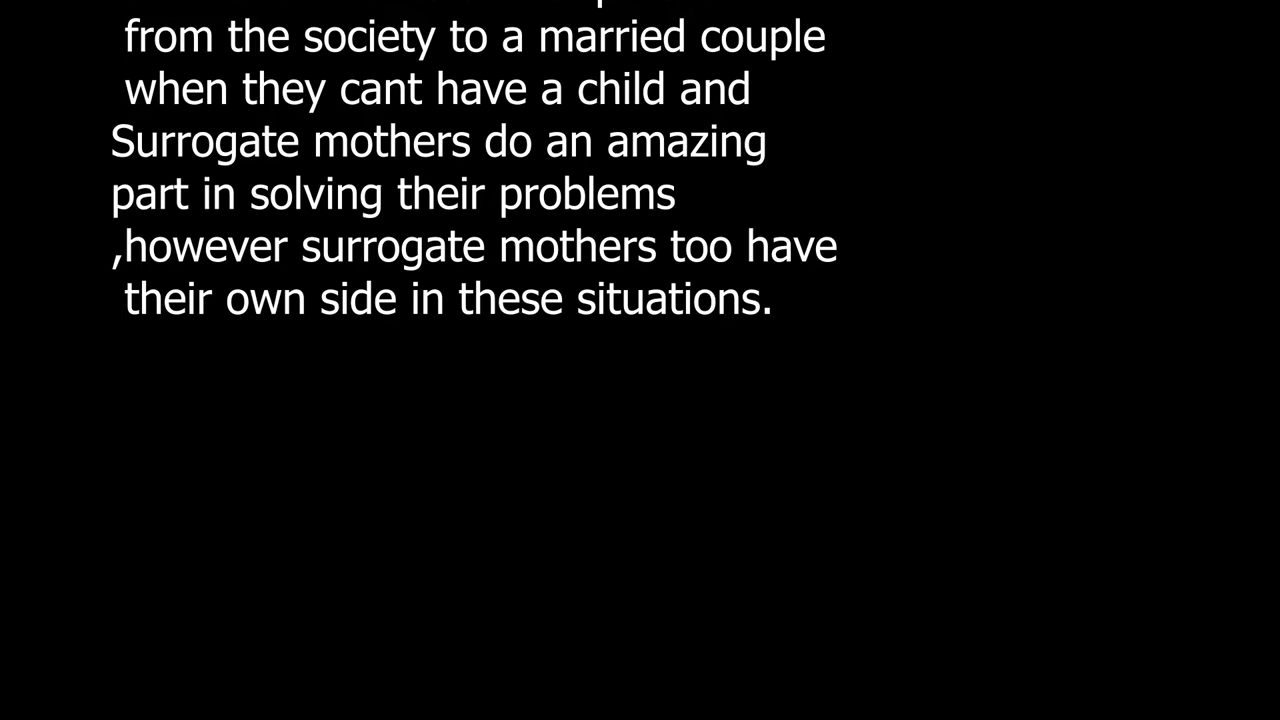 from the society to a married couple
when they cant have a child and
Surrogate mothers do an amazing
part in solving their problems
,however surrogate mothers too have
their own side in these situations.